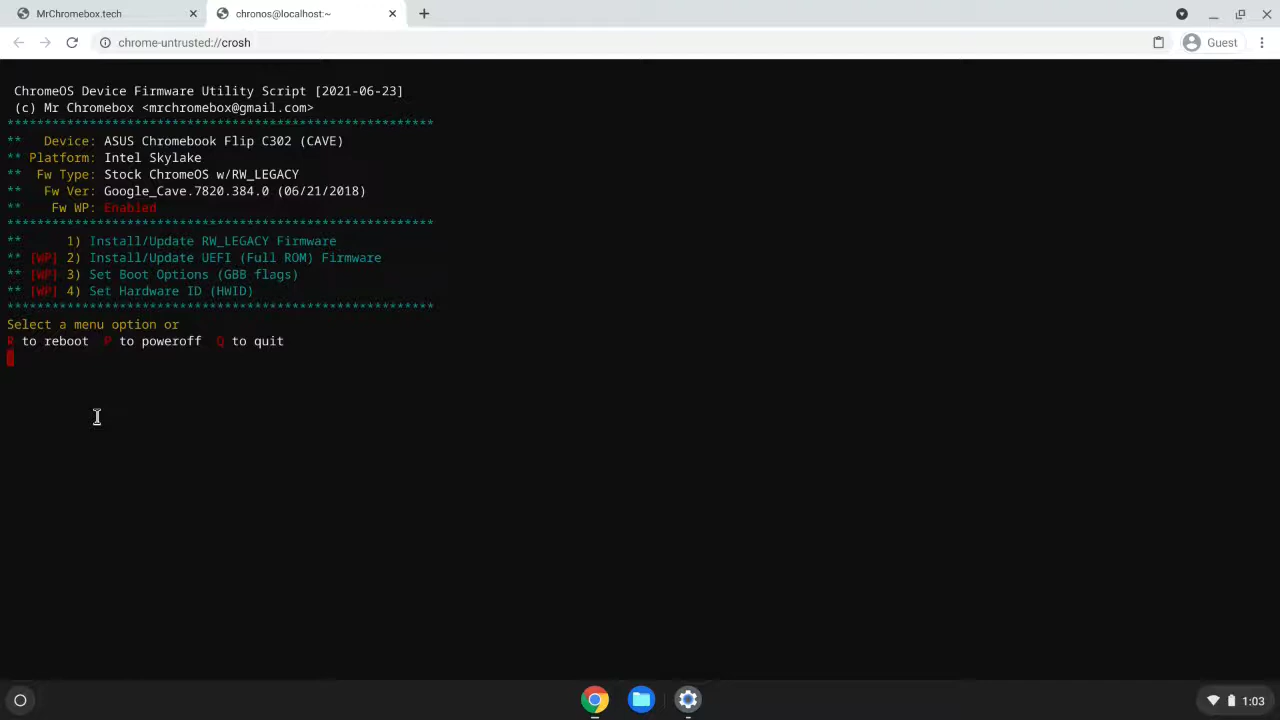 MrChromebox.tech
chronos@localhost:~
chrome-untrusted://crosh
Guest
ChromeOS Device Firmware Utility Script [2021-06-23]
(c) Mr Chromebox <mrchromebox@gmail.com>
*********************************************************
** Device: ASUS Chromebook Flip C302 (CAVE)
** Platform: Intel Skylake
** Fw Type: Stock ChromeOS w/RW_LEGACY
** Fw Ver: Google_Cave.7820.384.0 (06/21/2018)
** Fw WP: Enabled
*********************************************************
** 1) Install/Update RW_LEGACY Firmware
** [WP] 2) Install/Update UEFI (Full ROM) Firmware
** [WP] 3) Set Boot Options (GBB flags)
** [WP] 4) Set Hardware ID (HWID)
*********************************************************
Select a menu option or
R to reboot P to poweroff Q to quit
1:03